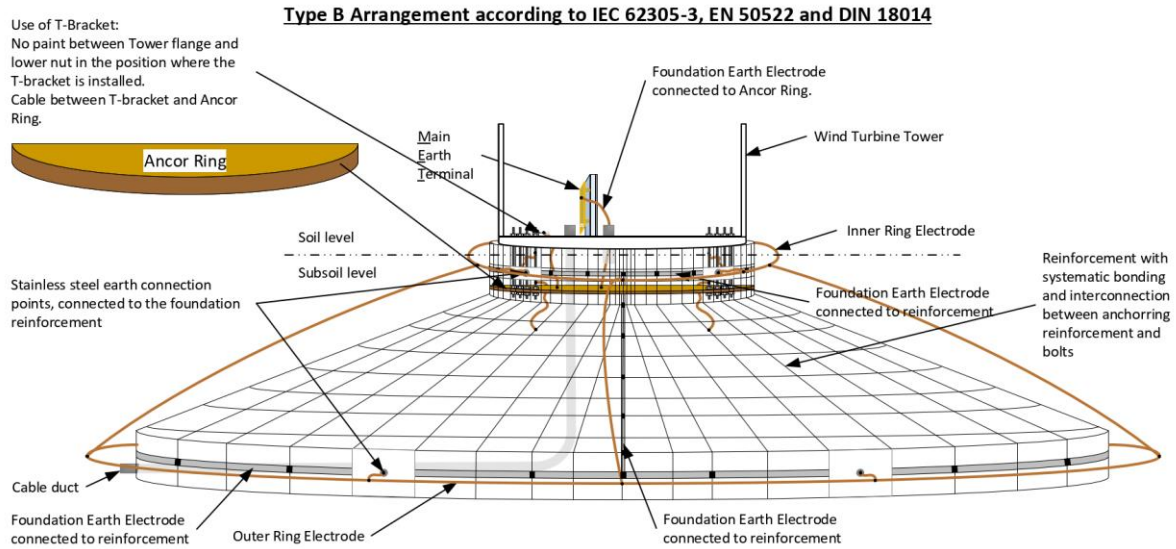 Type B Arrangement according to IEC 62305-3, EN 50522 and DIN 18014
Use of T-Bracket:
No paint between Tower flange and
lower nut in the position where the
T-bracket is installed.
Cable between T-bracket and Ancor
Ring.
Ancor Ring
Main
Earth
Terminal
Foundation Earth Electrode
connected to Ancor Ring.
Wind Turbine Tower
Soil level
Subsoil level
Inner Ring Electrode
Stainless steel earth connection
points, connected to the foundation
reinforcement
Foundation Earth Electrode
connected to reinforcement
Reinforcement with
systematic bonding
and interconnection
between anchorring
reinforcement and
bolts
Cable duct
Foundation Earth Electrode
connected to reinforcement
Outer Ring Electrode
Foundation Earth Electrode
connected to reinforcement